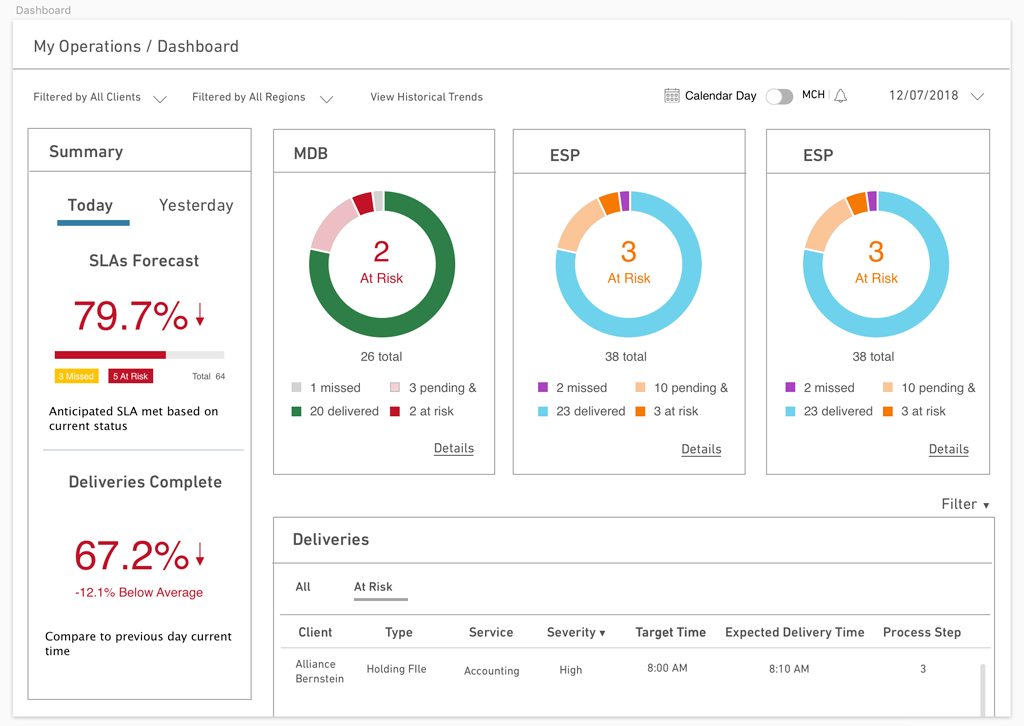 Dashboard
My Operations / Dashboard
Filtered by All Clients
Filtered by All Regions
View Historical Trends
Calendar Day
MCH
12/07/2018
Summary
Today
Yesterday
SLAs Forecast
79.7%↓
3 Missed
5 At Risk
Total 64
Anticipated SLA met based on
current status
Deliveries Complete
67.2%↓
-12.1% Below Average
Compare to previous day current
time
MDB
2
At Risk
26 total
1 missed
3 pending &
20 delivered
2 at risk
Details
ESP
3
At Risk
38 total
2 missed
10 pending &
23 delivered
3 at risk
Details
ESP
3
At Risk
38 total
2 missed
10 pending &
23 delivered
3 at risk
Details
Filter ▾
Deliveries
All
At Risk
Client Type Service Severity ▾ Target Time Expected Delivery Time Process Step
Alliance
Bernstein
Holding FIle
Accounting
High
8:00 AM
8:10 AM
3